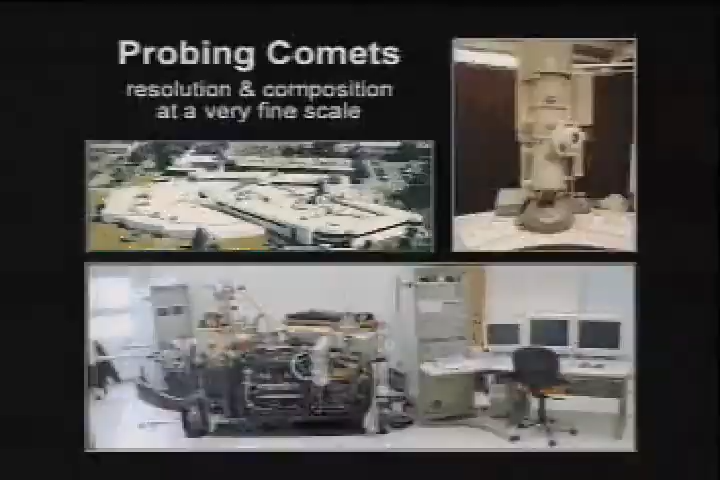 Probing Comets
resolution & composition
at a very fine scale